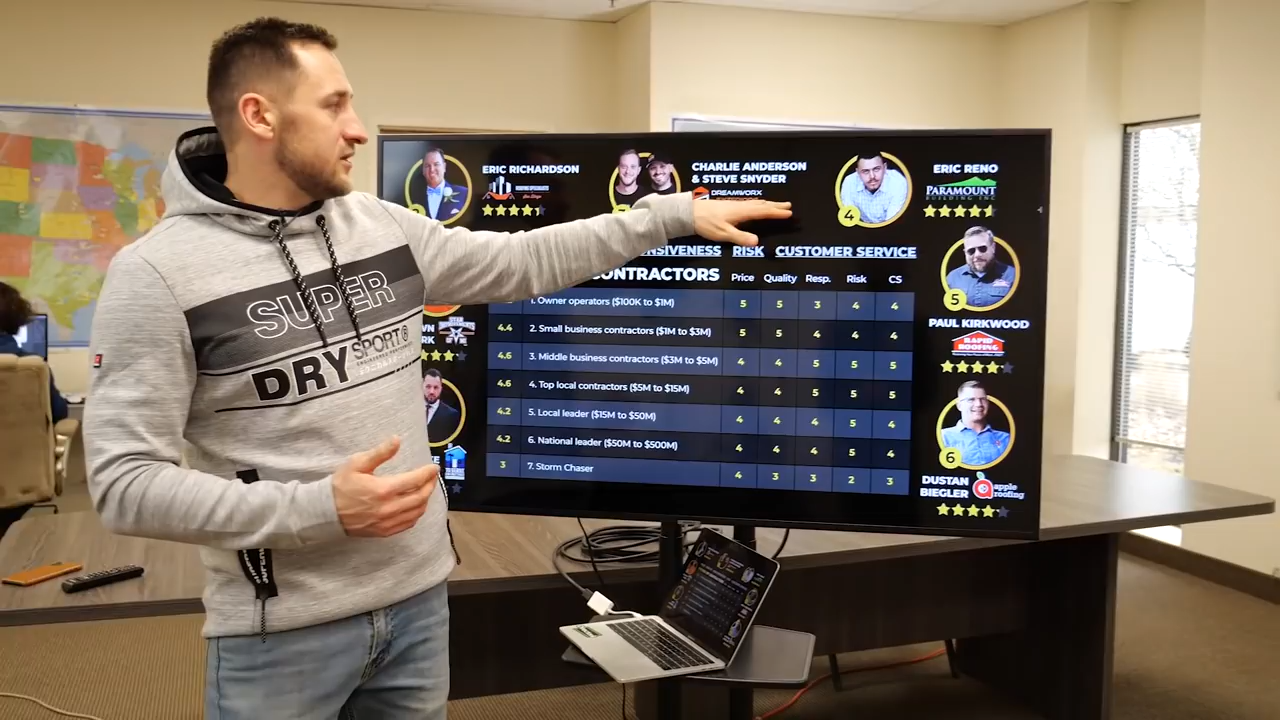 ERIC RICHARDSON
CHARLIE ANDERSON
& STEVE SNYDER
DREAMWORX
4
ERIC RENO
PARAMOUNT
BUILDING INC
RISK CUSTOMER SERVICE
CONTRACTORS Price Quality Resp. Risk CS
1. Owner operators ($100K to $1M) 5 5 3 4 4
4.4 2. Small business contractors ($1M to $3M) 5 5 4 4 4
4.6 3. Middle business contractors ($3M to $5M) 4 4 5 5 5
4.6 4. Top local contractors ($5M to $15M) 4 4 5 5 5
4.2 5. Local leader ($15M to $50M) 4 4 4 5 4
4.2 6. National leader ($50M to $500M) 4 4 4 5 4
3 7. Storm Chaser 4 3 3 2 3
5
PAUL KIRKWOOD
RAPID
ROOFING
6
DUSTAN
BIEGLER
apple
roofing
SUPER
DRY
SPORT®